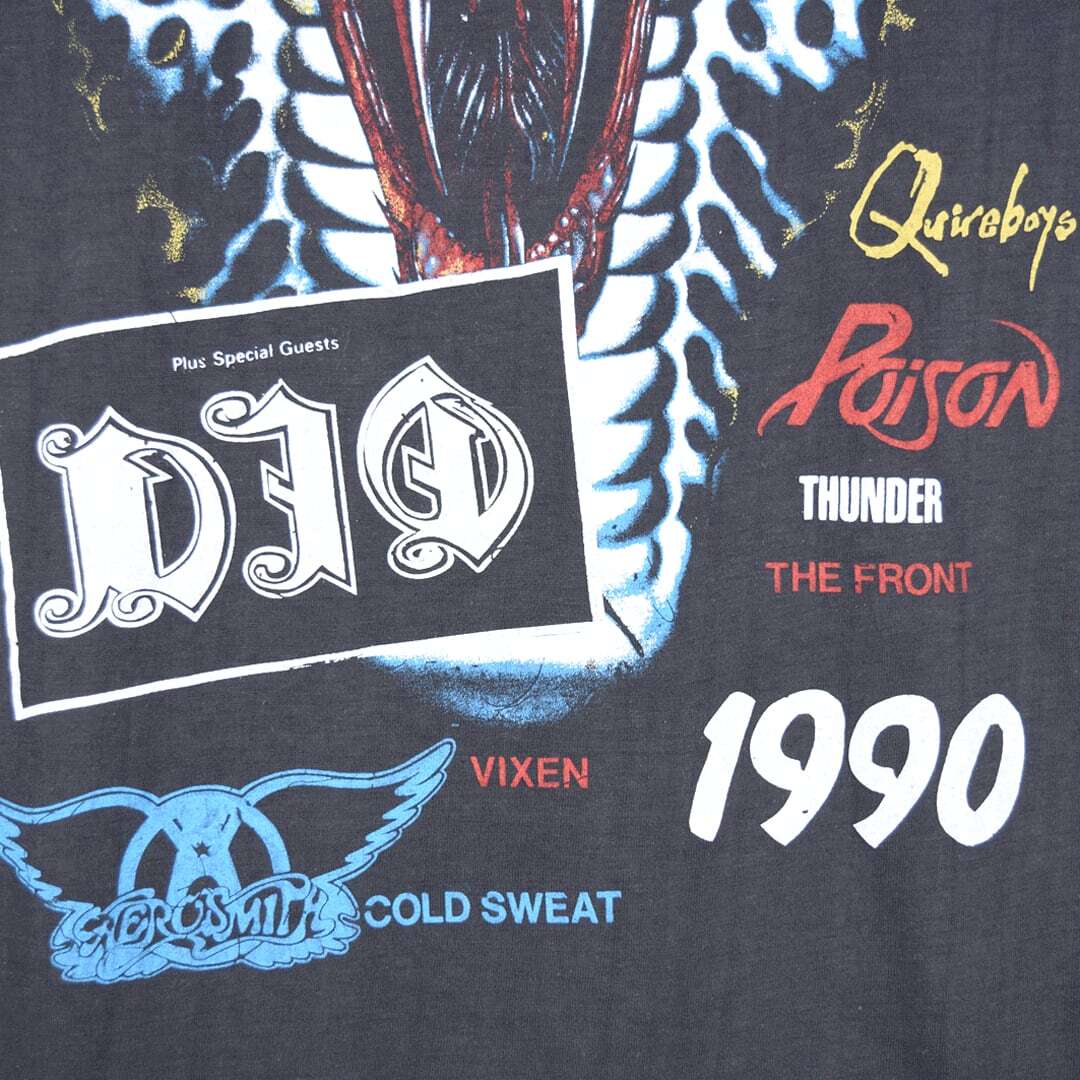 Quireboys
Plus Special Guests
DIO
POISON
THUNDER
THE FRONT
1990
VIXEN
AEROSMITH
COLD SWEAT